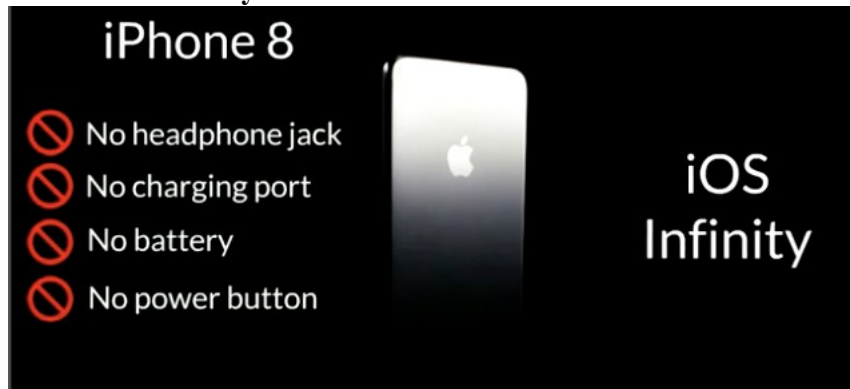 iPhone 8
No headphone jack
No charging port
No battery
No power button
iOS
Infinity